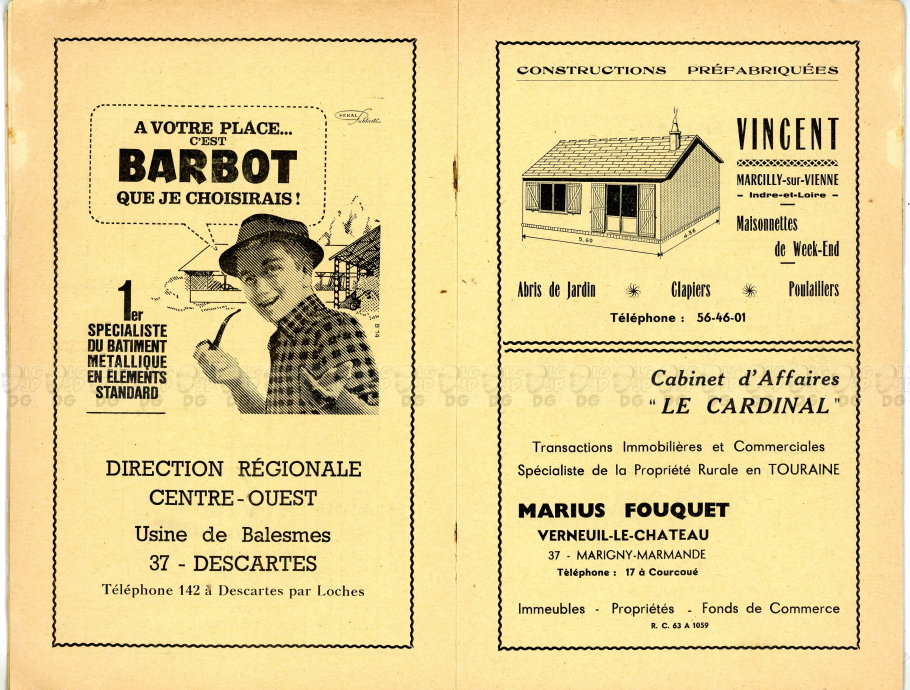 HERAL
Publicité
A VOTRE PLACE...
C'EST
BARBOT
QUE JE CHOISIRAIS !
1er
SPÉCIALISTE
DU BATIMENT
METALLIQUE
EN ELEMENTS
STANDARD
DIRECTION RÉGIONALE
CENTRE-OUEST
Usine de Balesmes
37 - DESCARTES
Téléphone 142 à Descartes par Loches
CONSTRUCTIONS PRÉFABRIQUÉES
VINCENT
MARCILLY-sur-VIENNE
- Indre-et-Loire -
Maisonnettes
de Week-End
5.60
4.56
Abris de Jardin Clapiers Poulaillers
Téléphone : 56-46-01
Cabinet d'Affaires
" LE CARDINAL "
Transactions Immobilières et Commerciales
Spécialiste de la Propriété Rurale en TOURAINE
MARIUS FOUQUET
VERNEUIL-LE-CHATEAU
37 - MARIGNY-MARMANDE
Téléphone : 17 à Courcoué
Immeubles - Propriétés - Fonds de Commerce
R. C. 63 A 1059